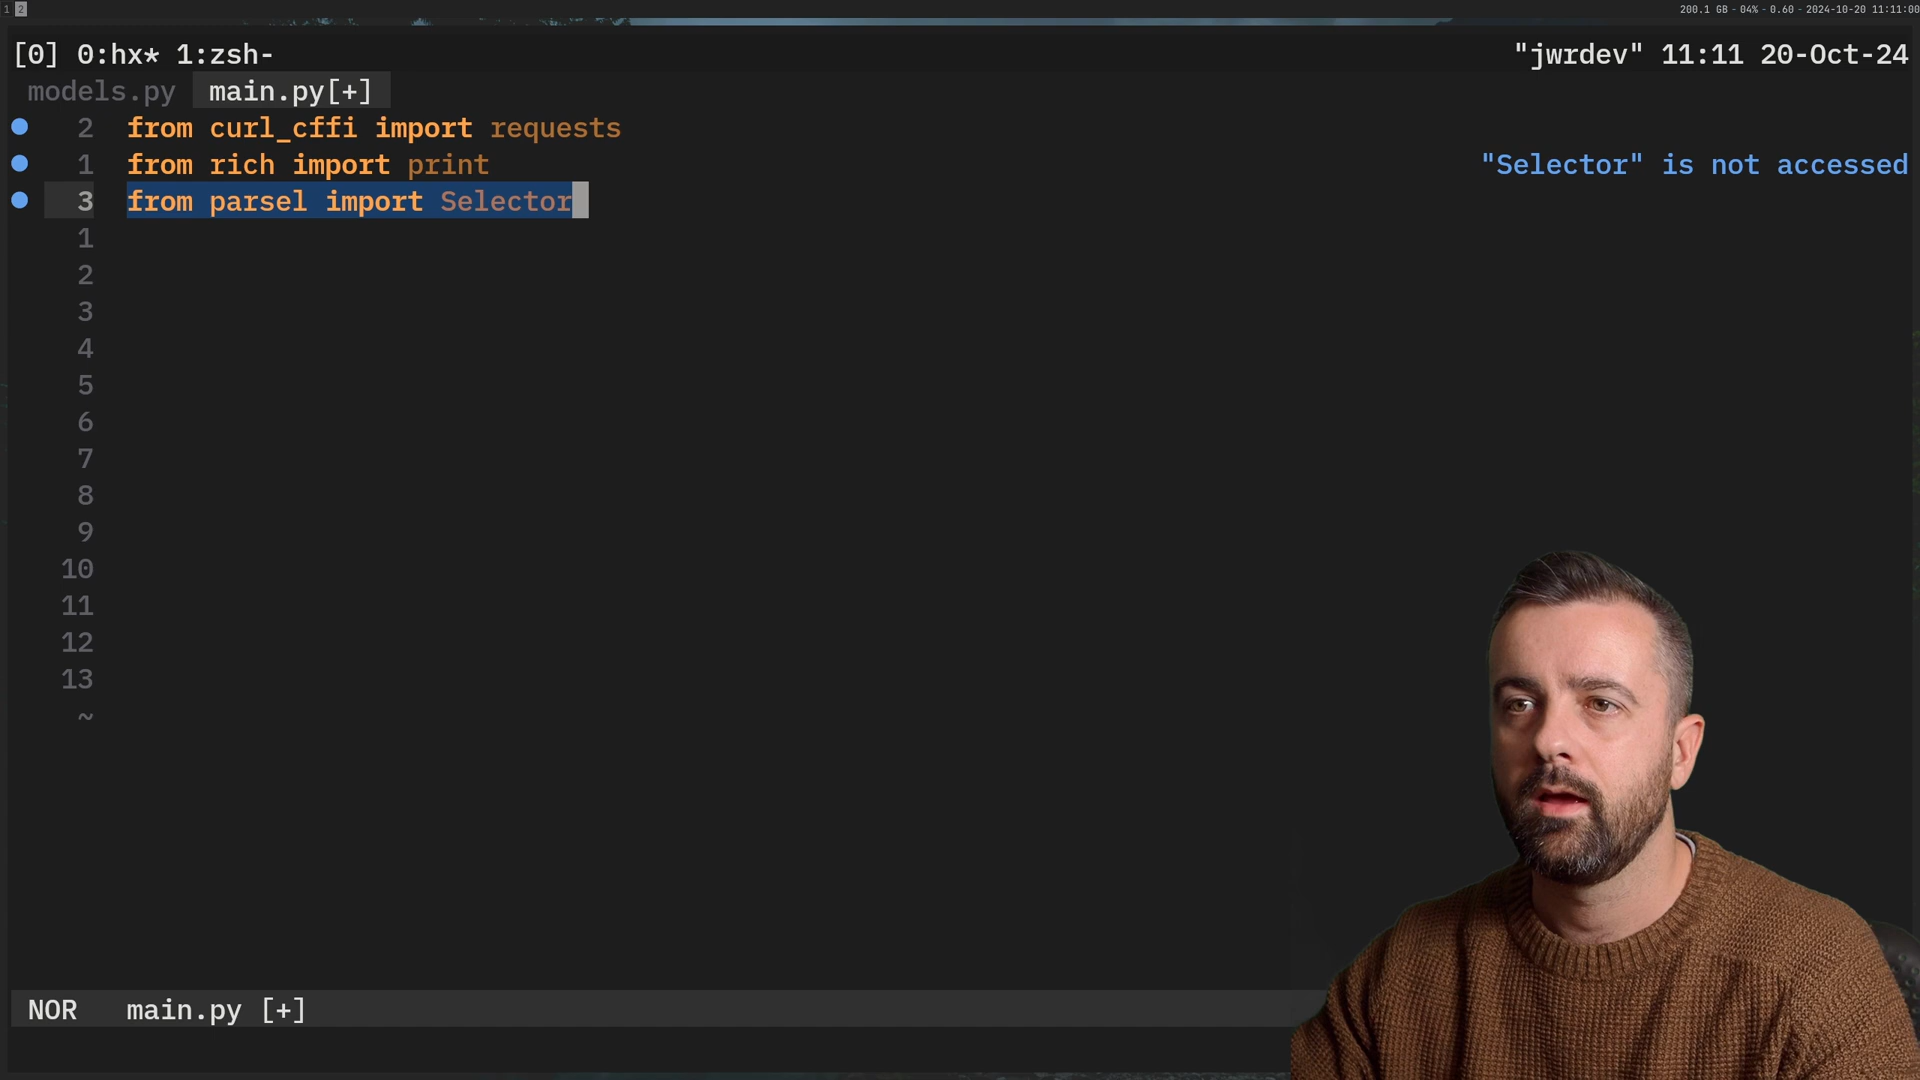 1 2
200.1 GB - 04% - 0.60 - 2024-10-20 11:11:00
[0] 0:hx* 1:zsh-
"jwrdev" 11:11 20-Oct-24
models.py main.py[+]
2 from curl_cffi import requests
1 from rich import print
"Selector" is not accessed
3 from parsel import Selector
1
2
3
4
5
6
7
8
9
10
11
12
13
~
NOR main.py [+]